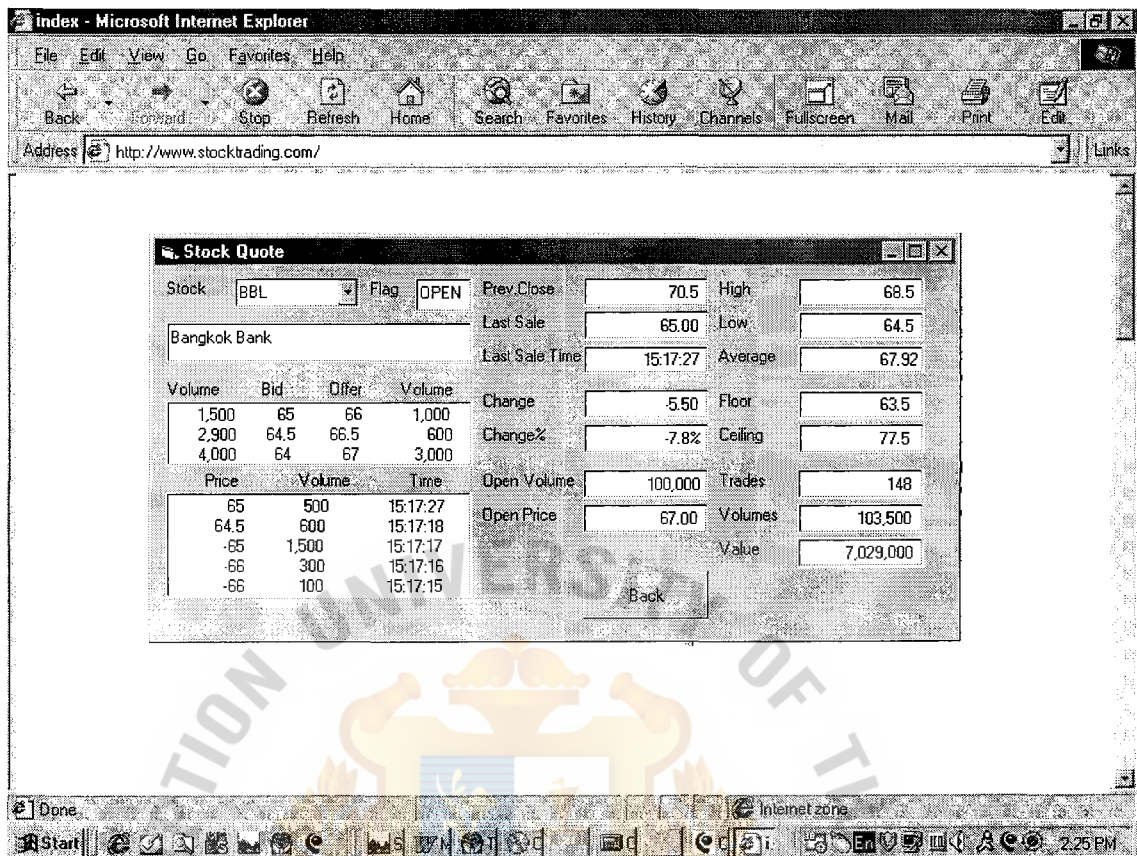 index - Microsoft Internet Explorer
File Edit View Go Favorites Help
Back Forward Stop Refresh Home Search Favorites History Channels Fullscreen Mail Print Edit
Address http://www.stocktrading.com/ Links
Stock Quote
Stock BBL Flag OPEN Prev.Close 70.5 High 68.5
Bangkok Bank Last Sale 65.00 Low 64.5
Last Sale Time 15:17:27 Average 67.92
Volume Bid Offer Volume
1,500 65 66 1,000 Change -5.50 Floor 63.5
2,900 64.5 66.5 600 Change% -7.8% Ceiling 77.5
4,000 64 67 3,000
Price Volume Time Open Volume 100,000 Trades 148
65 500 15:17:27
64.5 600 15:17:18 Open Price 67.00 Volumes 103,500
-65 1,500 15:17:17 Value 7,029,000
-66 300 15:17:16
-66 100 15:17:15 Back
UNIVERSITY OF
Done Internet zone
Start En 2:25 PM